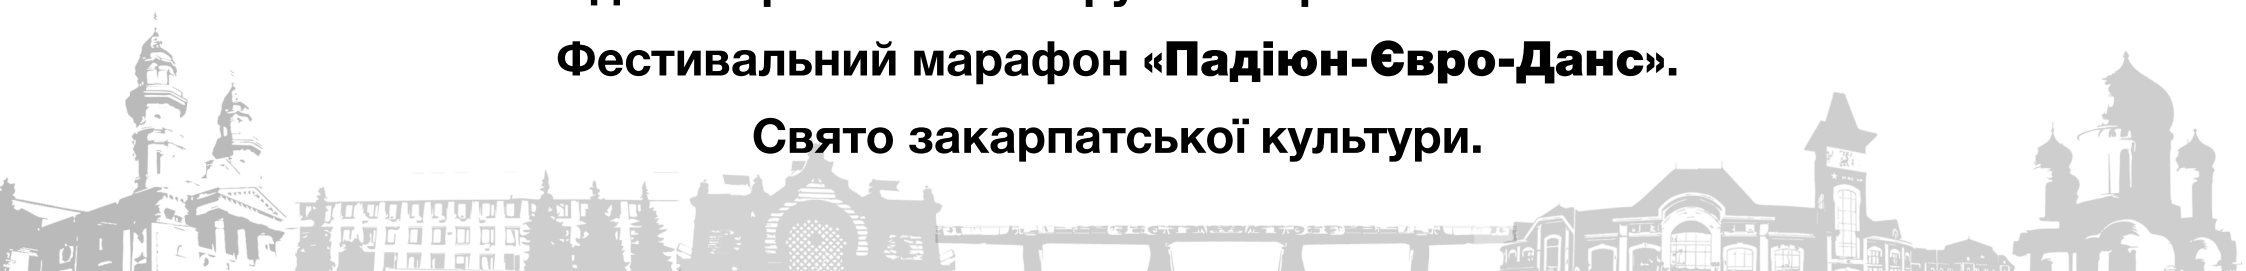 Фестивальний марафон «Падіюн-Євро-Данс».
Свято закарпатської культури.